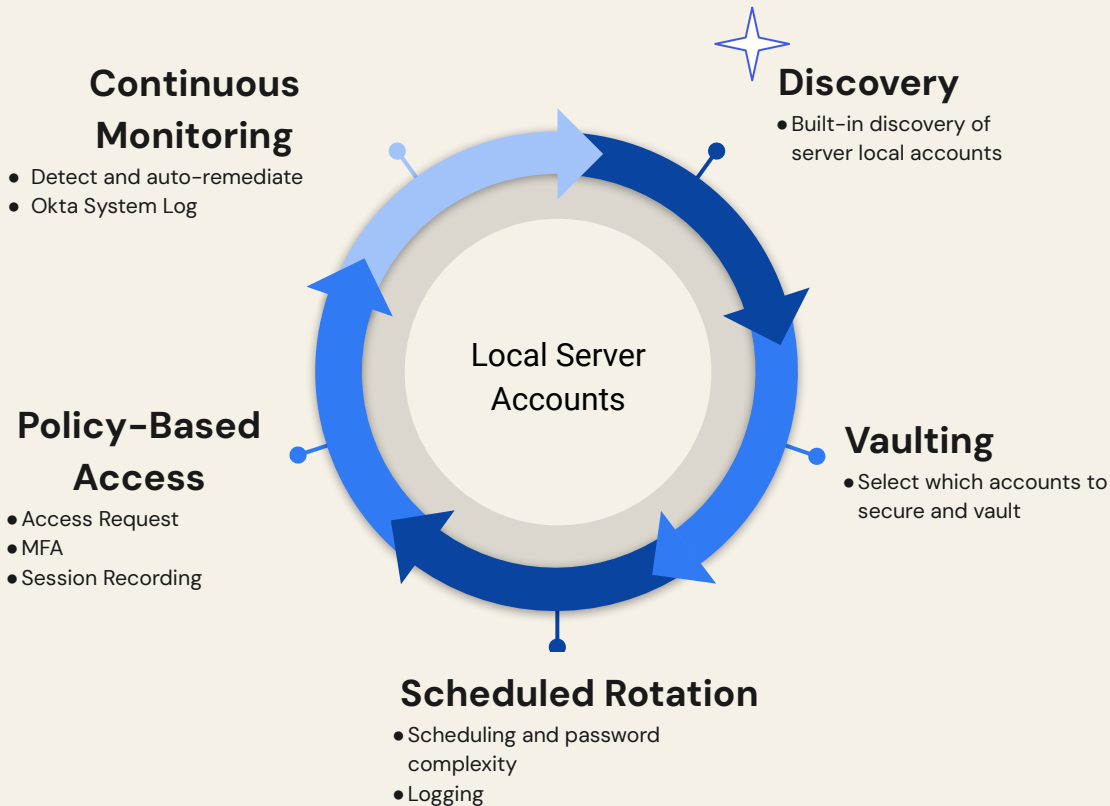 Continuous
Monitoring
● Detect and auto-remediate
● Okta System Log
Discovery
● Built-in discovery of
server local accounts
Local Server
Accounts
Policy-Based
Access
● Access Request
● MFA
● Session Recording
Vaulting
● Select which accounts to
secure and vault
Scheduled Rotation
● Scheduling and password
complexity
● Logging